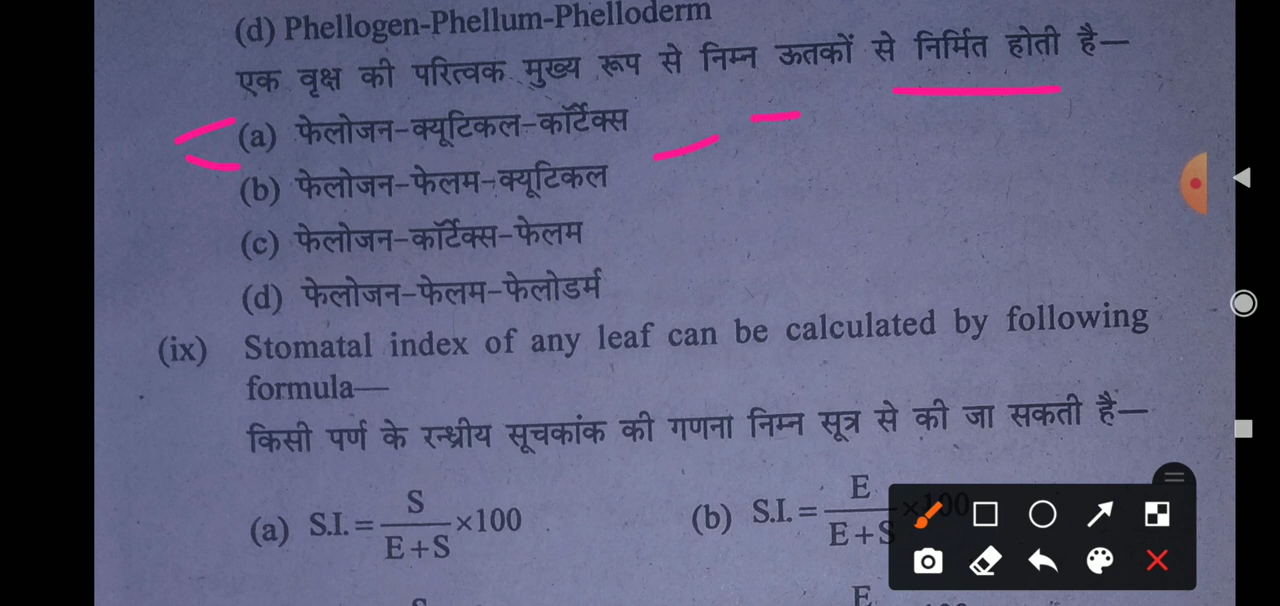 (d) Phellogen-Phellum-Phelloderm
एक वृक्ष की परित्वक मुख्य रूप से निम्न ऊतकों से निर्मित होती है—
(a) फेलोजन-क्यूटिकल-कॉर्टेक्स
(b) फेलोजन-फेलम-क्यूटिकल
(c) फेलोजन-कॉर्टेक्स-फेलम
(d) फेलोजन-फेलम-फेलोडर्म
(ix) Stomatal index of any leaf can be calculated by following
formula—
किसी पर्ण के रन्ध्रीय सूचकांक की गणना निम्न सूत्र से की जा सकती है—
(a) S.I. = S / E+S ×100 (b) S.I. = E / E+S ×100